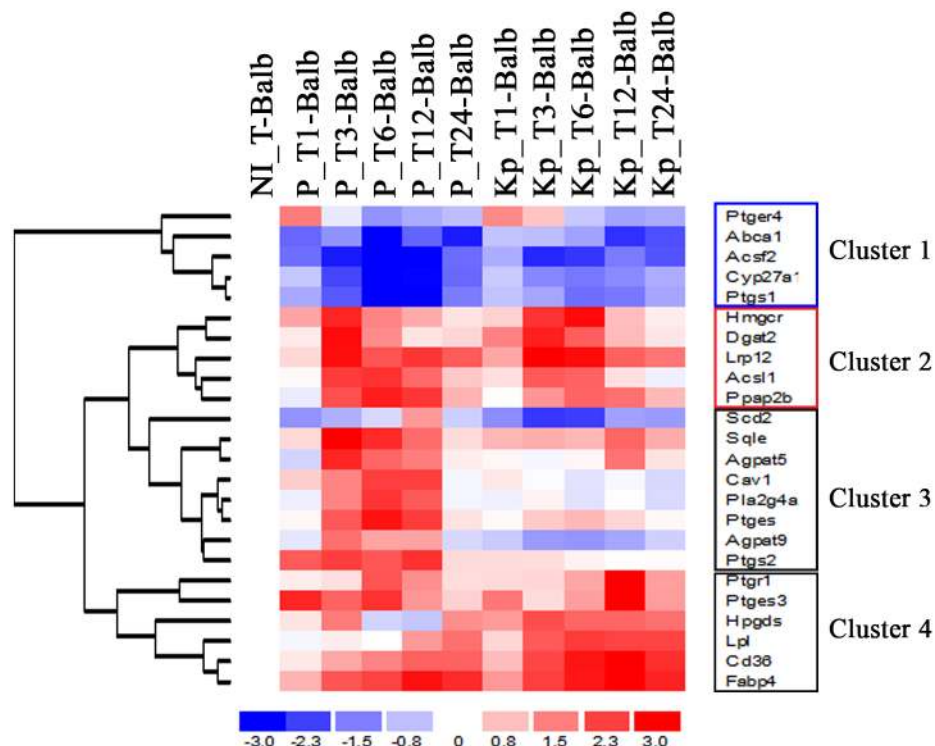 NI_T-Balb
P_T1-Balb
P_T3-Balb
P_T6-Balb
P_T12-Balb
P_T24-Balb
Kp_T1-Balb
Kp_T3-Balb
Kp_T6-Balb
Kp_T12-Balb
Kp_T24-Balb
Ptger4
Abca1
Acsf2
Cyp27a1
Ptgs1
Cluster 1
Hmgcr
Dgat2
Lrp12
Acsl1
Ppap2b
Cluster 2
Scd2
Sqle
Agpat5
Cav1
Pla2g4a
Ptges
Agpat9
Ptgs2
Cluster 3
Ptgr1
Ptges3
Hpgds
Lpl
Cd36
Fabp4
Cluster 4
-3.0 -2.3 -1.5 -0.8 0 0.8 1.5 2.3 3.0